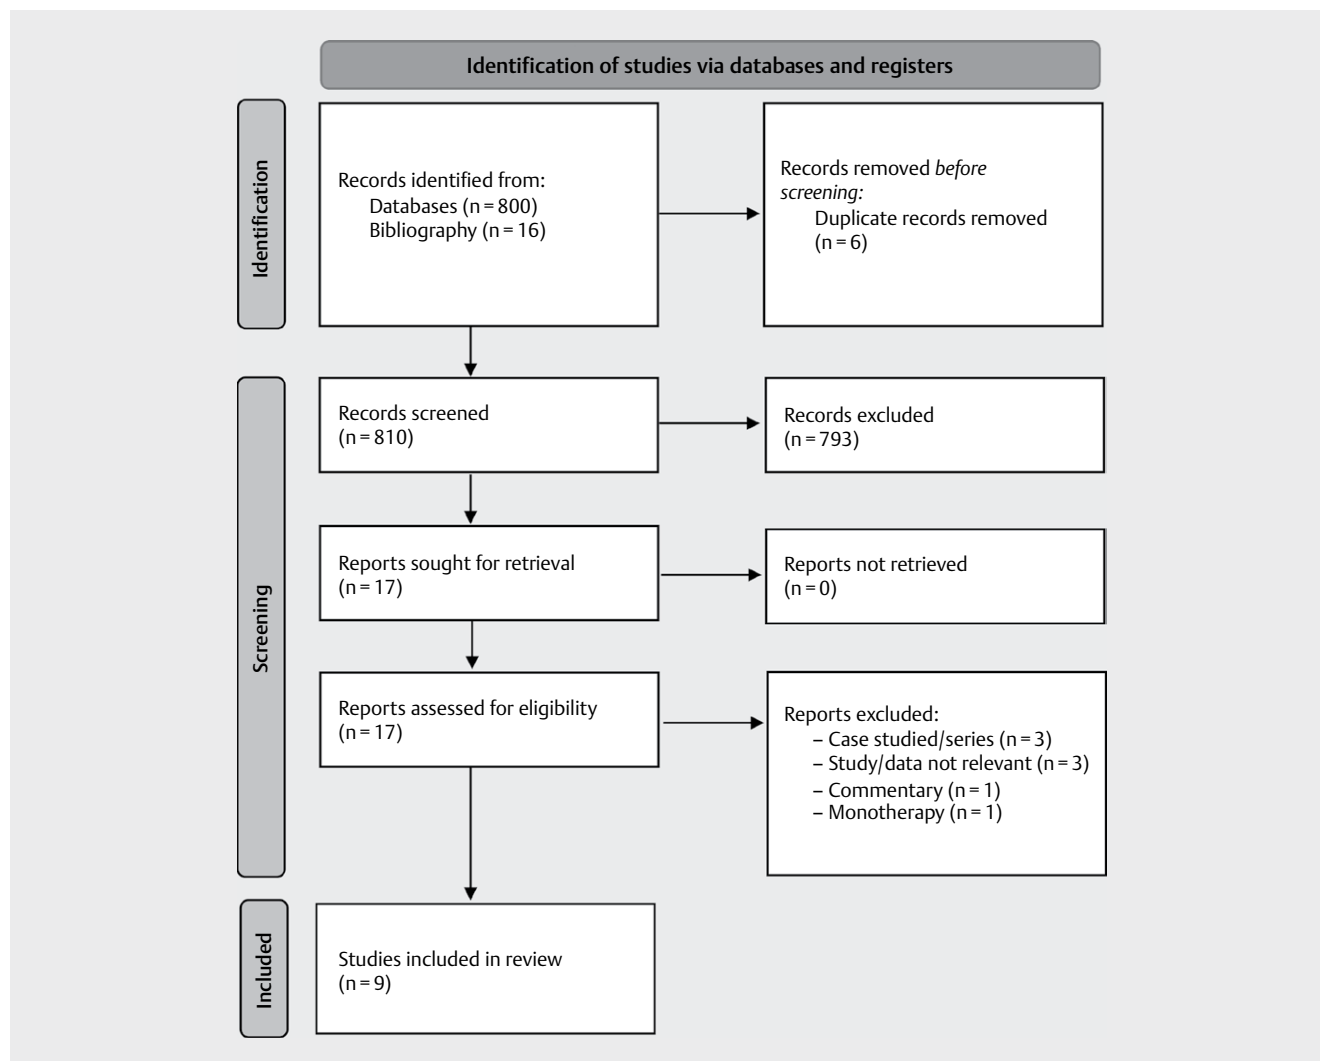 Identification of studies via databases and registers
Identification
Records identified from:
Databases (n = 800)
Bibliography (n = 16)
Records removed before
screening:
Duplicate records removed
(n = 6)
Screening
Records screened
(n = 810)
Records excluded
(n = 793)
Reports sought for retrieval
(n = 17)
Reports not retrieved
(n = 0)
Reports assessed for eligibility
(n = 17)
Reports excluded:
– Case studied/series (n = 3)
– Study/data not relevant (n = 3)
– Commentary (n = 1)
– Monotherapy (n = 1)
Included
Studies included in review
(n = 9)